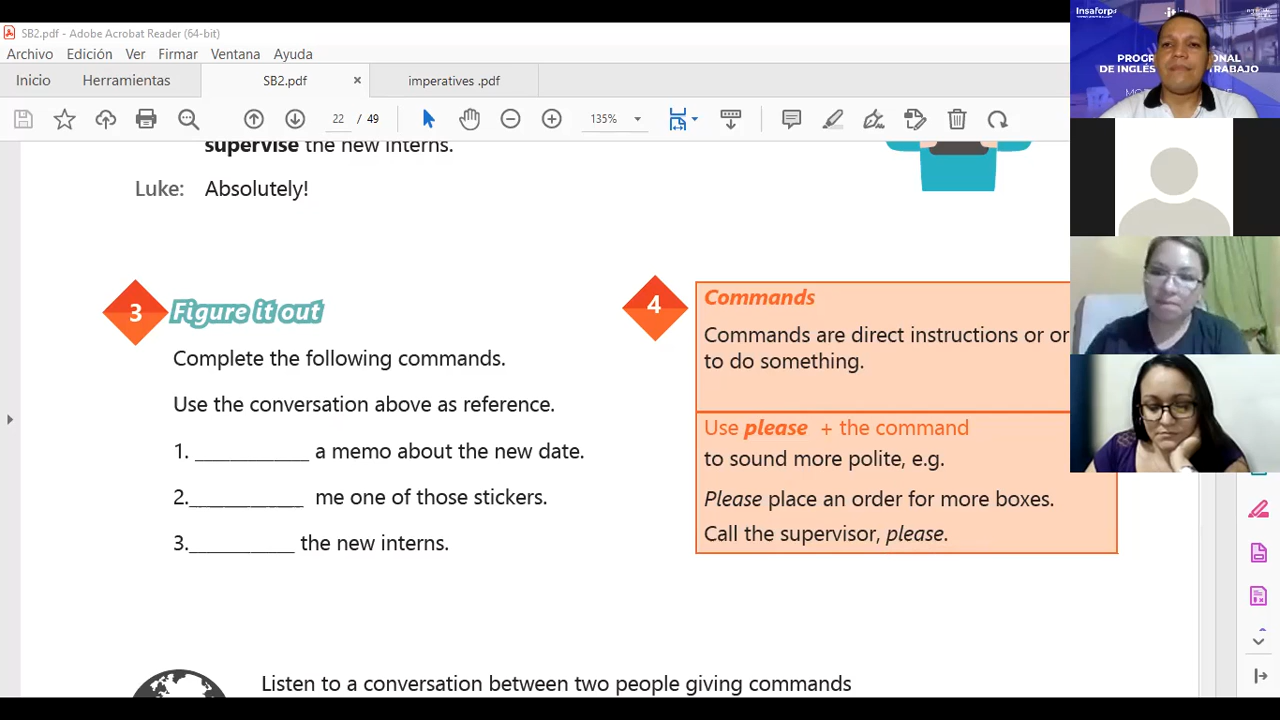 SB2.pdf - Adobe Acrobat Reader (64-bit)
Archivo Edición Ver Firmar Ventana Ayuda
Inicio Herramientas SB2.pdf × imperatives .pdf
22 / 49 135%
supervise the new interns.
Luke: Absolutely!
3 Figure it out
Complete the following commands.
Use the conversation above as reference.
1. ____________ a memo about the new date.
2.____________ me one of those stickers.
3.___________ the new interns.
4 Commands
Commands are direct instructions or or
to do something.
Use please + the command
to sound more polite, e.g.
Please place an order for more boxes.
Call the supervisor, please.
Listen to a conversation between two people giving commands
Insaforp
PROGR ONAL
DE INGLÉS TRABAJO